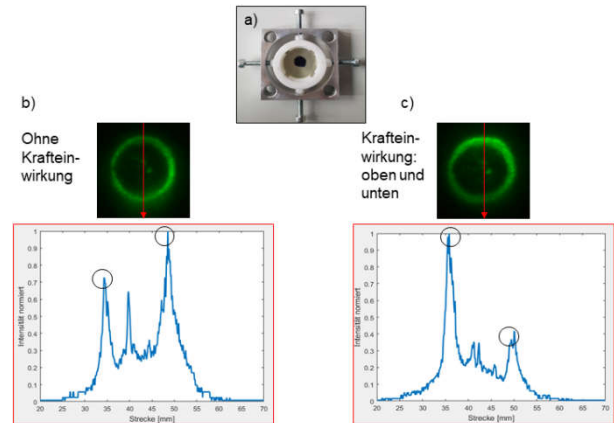 a)
b)
c)
Ohne
Kraftein-
wirkung
Kraftein-
wirkung:
oben und
unten
1
0.9
0.8
0.7
0.6
0.5
0.4
0.3
0.2
0.1
0
Intensität normiert
20 25 30 35 40 45 50 55 60 65 70
Strecke [mm]
1
0.9
0.8
0.7
0.6
0.5
0.4
0.3
0.2
0.1
0
Intensität normiert
20 25 30 35 40 45 50 55 60 65 70
Strecke [mm]